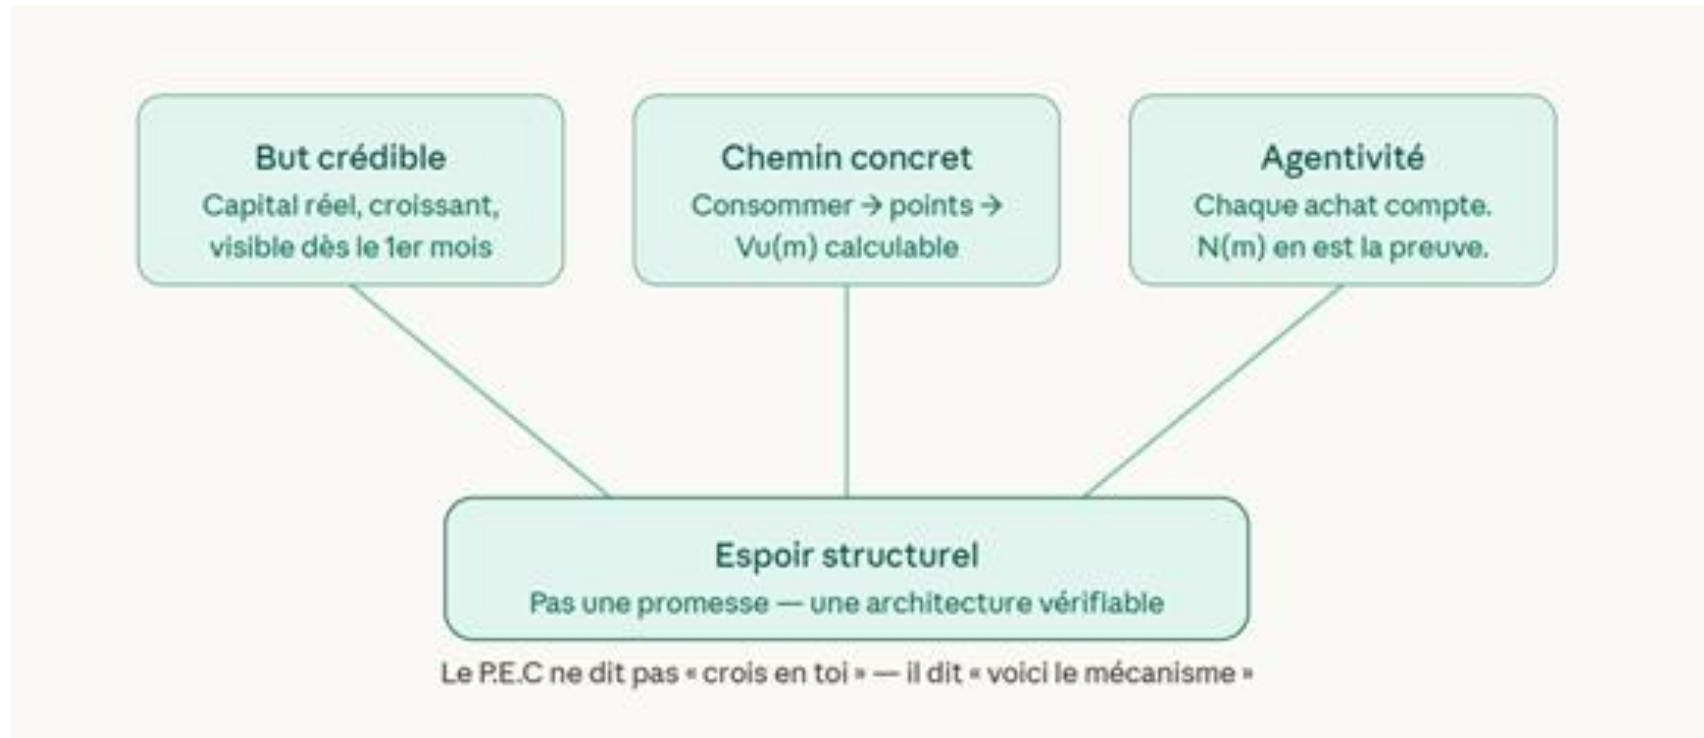 But crédible
Capital réel, croissant,
visible dès le 1er mois
Chemin concret
Consommer → points →
Vu(m) calculable
Agentivité
Chaque achat compte.
N(m) en est la preuve.
Espoir structurel
Pas une promesse — une architecture vérifiable
Le P.E.C ne dit pas « crois en toi » — il dit « voici le mécanisme »